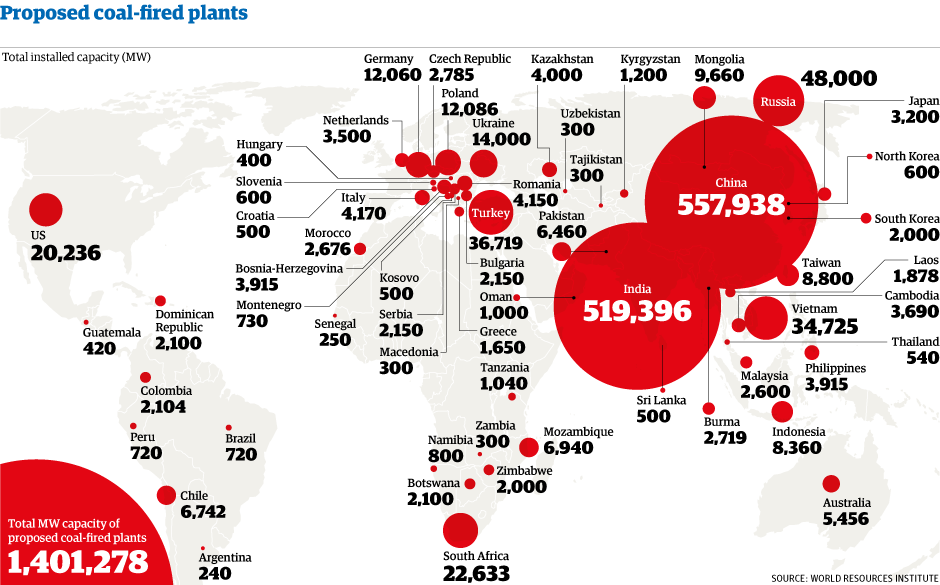 Proposed coal-fired plants
Total installed capacity (MW)
Germany
12,060
Czech Republic
2,785
Poland
12,086
Ukraine
14,000
Kazakhstan
4,000
Kyrgyzstan
1,200
Mongolia
9,660
48,000
Russia
Japan
3,200
Netherlands
3,500
Uzbekistan
300
Tajikistan
300
Hungary
400
Slovenia
600
Croatia
500
Italy
4,170
Romania
4,150
North Korea
600
China
557,938
South Korea
2,000
US
20,236
Morocco
2,676
Turkey
36,719
Pakistan
6,460
Bosnia-Herzegovina
3,915
Kosovo
500
Bulgaria
2,150
Taiwan
8,800
Laos
1,878
Montenegro
730
Oman
1,000
India
519,396
Cambodia
3,690
Dominican
Republic
2,100
Guatemala
420
Senegal
250
Serbia
2,150
Greece
1,650
Vietnam
34,725
Macedonia
300
Thailand
540
Tanzania
1,040
Colombia
2,104
Sri Lanka
500
Malaysia
2,600
Philippines
3,915
Burma
2,719
Indonesia
8,360
Peru
720
Brazil
720
Namibia
800
Zambia
300
Mozambique
6,940
Botswana
2,100
Zimbabwe
2,000
Chile
6,742
Australia
5,456
Total MW capacity of
proposed coal-fired plants
1,401,278
Argentina
240
South Africa
22,633
SOURCE: WORLD RESOURCES INSTITUTE